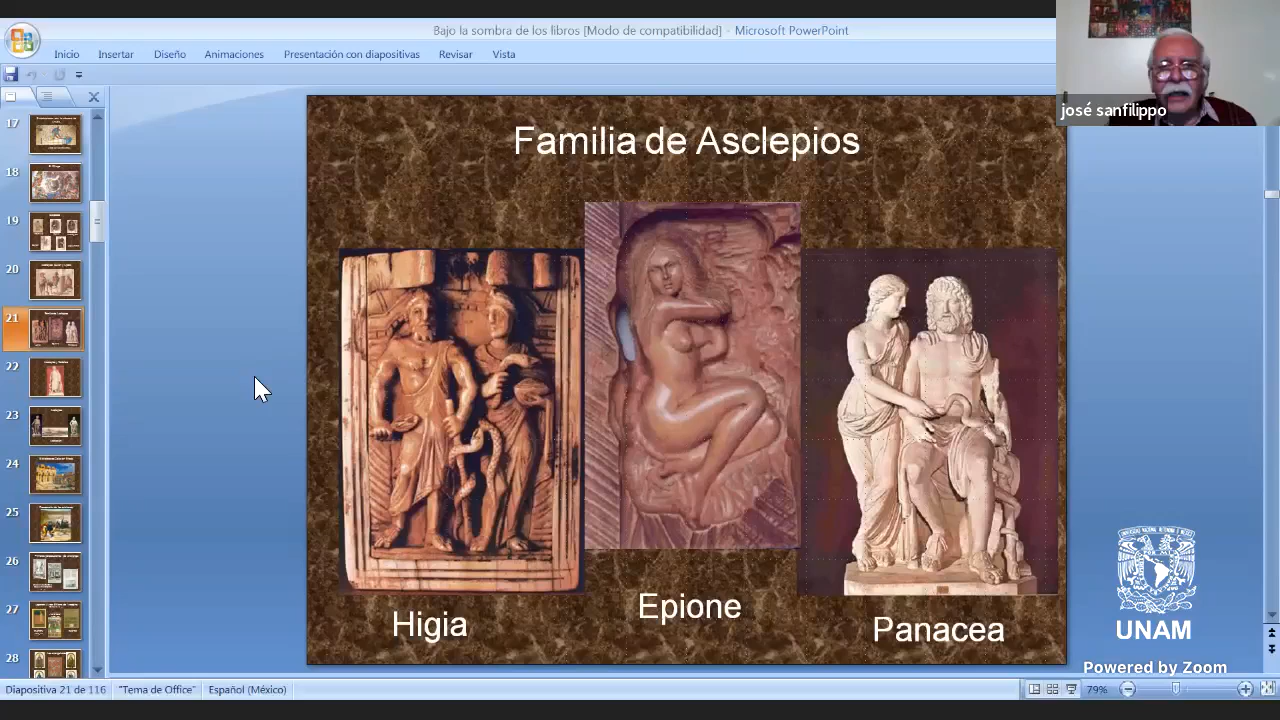 Bajo la sombra de los libros [Modo de compatibilidad] - Microsoft PowerPoint
Inicio Insertar Diseño Animaciones Presentación con diapositivas Revisar Vista
josé sanfilippo
17
18
19
20
21
22
23
24
25
26
27
28
Familia de Asclepios
Higia
Epione
Panacea
UNAM
Powered by Zoom
Diapositiva 21 de 116 "Tema de Office" Español (México) 79%